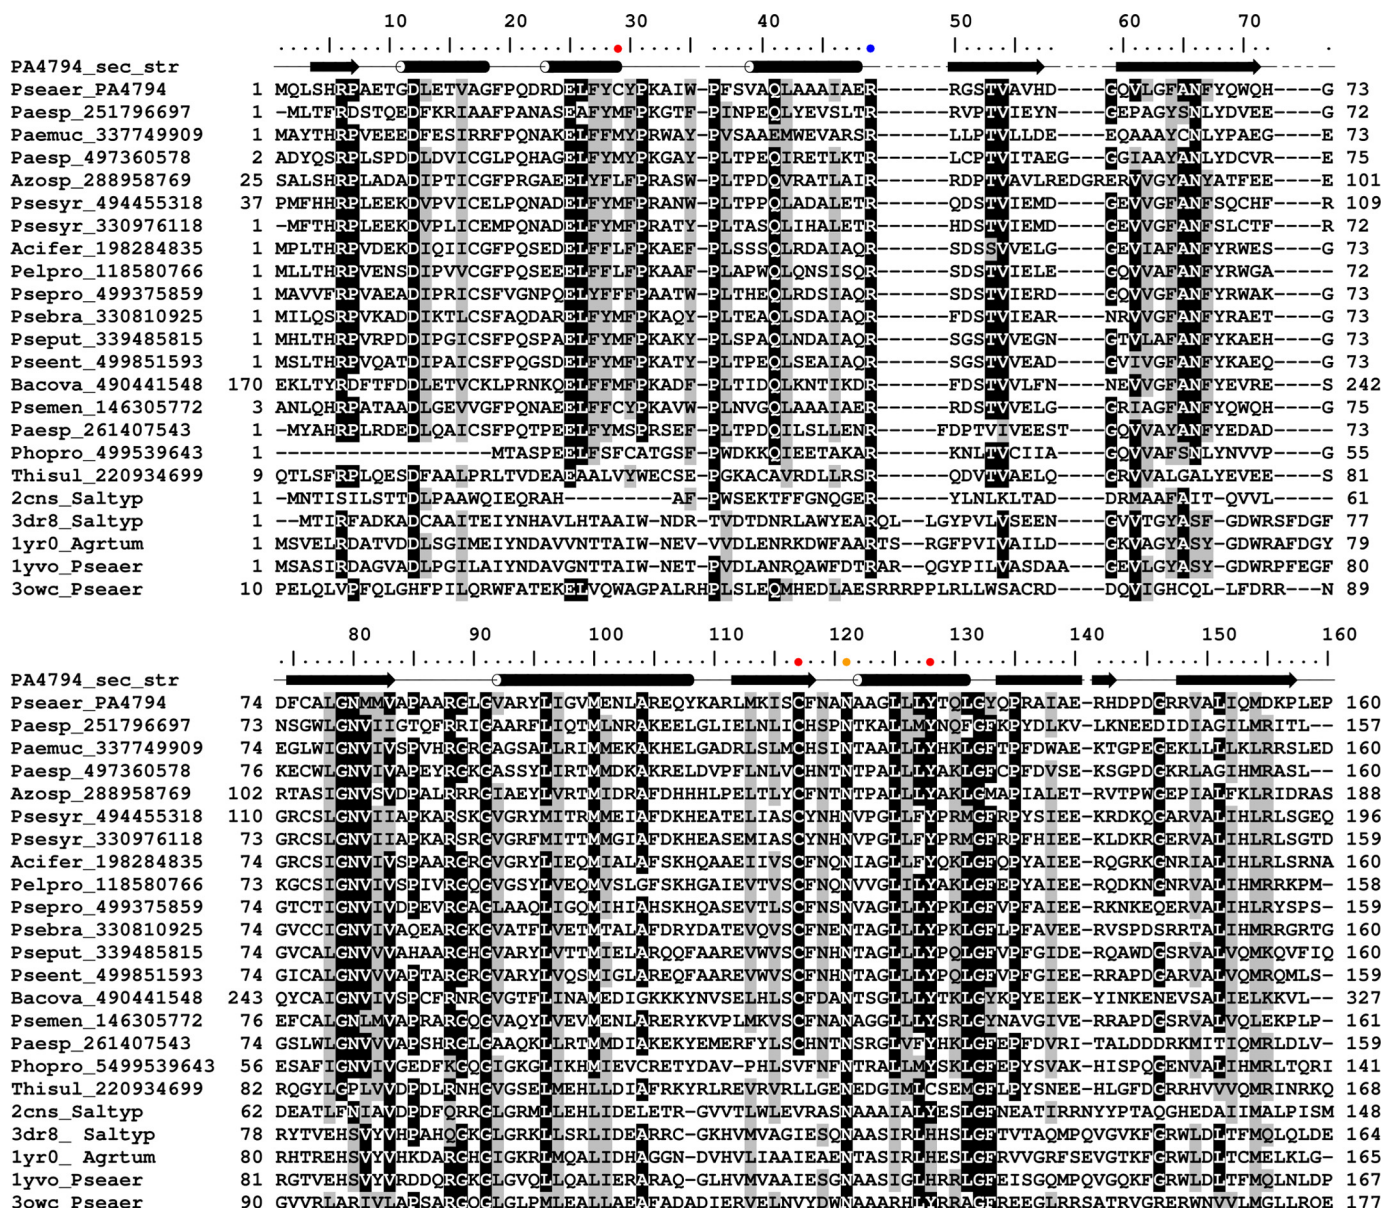 10 20 30 40 50 60 70
PA4794_sec_str
Pseaer_PA4794 1 MQLSHRPAETGDLETVAGFPQDRDELFYCYPKAIW-PFSVAQLAAAIAER------RGSTVAVHD-----GQVLGFANFYQWQH----G 73
Paesp_251796697 1 -MLTFRDSTQEDFKRIAAFPANASEAFYMFPKGTF-PINPEQLYEVSLTR------RVPTVIEYN-----GEPAGYSNLYDVEE----G 72
Paemuc_337749909 1 MAYTHRPVEEEDFESIRRFPQNAKELFFMYPRWAY-PVSAAEMWEVARSR------LLPTVLLDE-----EQAAAYCNLYPAEG----E 73
Paesp_497360578 2 ADYQSRPLSPDDLDVICGLPQHAGELFYMYPKGAY-PLTPEQIRETLKTR------LCPTVITAEG----GGIAAYANLYDCVR----E 75
Azosp_288958769 25 SALSHRPLADADIPTICGFPRGAEELYFLFPRASW-PLTPDQVRATLAIR------RDPTVAVLREDGRERVVGYANYATFEE----E 101
Psesyr_494455318 37 PMFHHRPLEEKDVPVICELPQNADELFYMFPRANW-PLTPPQLADALETR------QDSTVIEMD-----GEVVGFANFSQCHF----R 109
Psesyr_330976118 1 -MFTHRPLEEKDVPLICEMPQNADELFYMFPRATY-PLTASQLIHALETR------HDSTVIEMD-----GEVVGFANFSLCTF----R 72
Acifer_198284835 1 MPLTHRPVDEKDIQIICGFPQSEDELFFLFPKAEF-PLSSSQLRDAIAQR------SDSSVVELG-----GEVIAFANFYRWES----G 73
Pelpro_118580766 1 MLLTHRPVENSDIPVVCGFPQSEEELFFLFPKAAF-PLAPWQLQNSISQR------SDSTVIELE-----GQVVAFANFYRWGA----G 72
Psepro_499375859 1 MAVVFRPVAEADIPRICSFVGNPQELYFFFPAATW-PLTHEQLRDSIAQR------SDSTVIERD-----GQVVGFANFYRWAK----G 73
Psebra_330810925 1 MILQSRPVKADDIKTLCSFAQDARELFYMFPKAQY-PLTEAQLSDAIAQR------FDSTVIEAR-----NRVVGFANFYRAET----G 73
Pseput_339485815 1 MHLTHRPVRPDDIPGICSFPQSPAELFYMFPKAKY-PLSPAQLNDAIAQR------SGSTVVEGN-----GTVLAFANFYKAEH----G 73
Pseent_499851593 1 MSLTHRPVQATDIPAICSFPQGSDELFYMFPKATY-PLTPEQLSEAIAQR------SGSTVVEAD-----GVIVGFANFYKAEQ----G 73
Bacova_490441548 170 EKLTYRDFTFDDLETVCKLPRNKQELFFMFPKADF-PLTIDQLKNTIKDR------FDSTVVLFN-----NEVVGFANFYEVRE----S 242
Psemen_146305772 3 ANLQHRPATAADLGEVVGFPQNAEELFFCYPKAVW-PLNVGQLAAAIAER------RDSTVVELG-----GRIAGFANFYQWQH----G 75
Paesp_261407543 1 -MYAHRPLRDEDLQAICSFPQTPEELFYMSPRSEF-PLTPDQILSLLENR-----FDPTVIVEEST----GQVVAYANFYEDAD----- 73
Phopro_499539643 1 ------------------MTASPEELFSFCATGSF-PWDKKQIEETAKAR------KNLTVCIIA-----GQVVAFSNLYNVVP----G 55
Thisul_220934699 9 QTLSFRPLQESDFAALPRLTVDEAEAALVYWECSE-PGKACAVRDLLRSR------QDVTVAELQ-----GRVVALGALYEVEE----S 81
2cns_Saltyp 1 -MNTISILSTTDLPAAWQIEQRAH---------AF-PWSEKTFFGNQGER------YLNLKLTAD-----DRMAAFAIT-QVVL----- 61
3dr8_Saltyp 1 --MTIRFADKADCAAITEIYNHAVLHTAAIW-NDR-TVDTDNRLAWYEARQL--LGYPVLVSEEN-----GVVTGYASF-GDWRSFDGF 77
1yr0_Agrtum 1 MSVELRDATVDDLSGIMEIYNDAVVNTTAIW-NEV-VVDLENRKDWFAARTS--RGFPVIVAILD-----GKVAGYASY-GDWRAFDGY 79
1yvo_Pseaer 1 MSASIRDAGVADLPGILAIYNDAVGNTTAIW-NET-PVDLANRQAWFDTRAR--QGYPILVASDAA----GEVLGYASY-GDWRPFEGF 80
3owc_Pseaer 10 PELQLVPFQLGHFPILQRWFATEKELVQWAGPALRHPLSLEQMHEDLAESRRRPPLRLLWSACRD-----DQVIGHCQL-LFDRR---N 89
80 90 100 110 120 130 140 150 160
PA4794_sec_str
Pseaer_PA4794 74 DFCALGNMMVAPAARGLGVARYLIGVMENLAREQYKARLMKISCFNANAAGLLLYTQLGYQPRAIAE-RHDPDGRRVALIQMDKPLEP 160
Paesp_251796697 73 NSGWLGNVIIGTQFRRIGAARFLIQTMVNRAKEELGLIELNLICHSPNTKALLMYNQFGFKPYDLKV-LKNEEDIDIAGILMRITL-- 157
Paemuc_337749909 74 EGLWIGNVIVSPVHRGRGAGSALLRIMMEKAKHELGADRLSLMCHSINTAALLLYHKLGFTPFDWAE-KTGPEGEKLLLLKLRRSLED 160
Paesp_497360578 76 KECWLGNVIVAPEYRGKGASSYLIRTMMDKAKRELDVPFLNLVCHNTNTPALLLYAKLGFCPFDVSE-KSGPDGKRLAGIHMRASL-- 160
Azosp_288958769 102 RTASIGNVSVDPALRRRGIAEYLVRTMIDRAFDHHHLPELTLYCHNTNTPALLLYAKLGMAPIALET-RVTPWGEPIALFKLRIDRAS 188
Psesyr_494455318 110 GRCSLGNVIIAPKARSKGVGRYMITRMMEIAFDKHEATELIASCYNHNVPGLLFYPRMGFRPYSIEE-KRDKQGARVALIHLRLSGEQ 196
Psesyr_330976118 73 GRCSLGNVIIAPKARSRGVGRFMITTMMGIAFDKHEASEMIASCYNHNVPGLLFYPRMGFRPYSIEE-KLDKRGERVALIHLRLSGTD 159
Acifer_198284835 74 GRCSIGNVIVSPAARGRGVGRYLIEQMIALAFSKHQAAEIIVSCFNQNIAGLLFYQKLGFQPYAIEE-RQGRKGNRIALIHLRLSRNA 160
Pelpro_118580766 73 KGCSIGNVIVSPIVRGQGVGSYLVEQMVSLGFSKHGAIEVTVSCFNQNVVGLILYAKLGFEPYAIEE-RQDKNGNRVALIHMRRKPM- 158
Psepro_499375859 74 GTCTIGNVIVDPEVRGAGLAAQLIGQMIHIAHSKHQASEVTVSCFNSNVAGLLLYPKLGFVPFAIEE-RKNKEQERVALIHLRYSPS- 159
Psebra_330810925 74 GVCCIGNVIVAQEARGKGVATFLVETMTALAFDRYDATEVQVSCFNENTAGLLLYPKLGFLPFAVEE-RVSPDSRRTALIHMRRGRTG 160
Pseput_339485815 74 GVCALGNVVVAHAARGHGVARYLVTTMIELARQQFAAREVWVSCFNHNTAGLLLYPQLGFVPFGIDE-RQAWDGSRVALVQMKQVFIQ 160
Pseent_499851593 74 GICALGNVVVAPTARGRGVARYLVQSMIGLAREQFAAREVWVSCFNHNTAGLLLYPQLGFVPFGIEE-RRAPDGARVALVQMRQMLS- 159
Bacova_490441548 243 QYCAIGNVIVSPCFRNRGVGTFLINAMEDIGKKKYNVSELHLSCFDANTSGLLLYTKLGYKPYEIEK-YINKENEVSALIELKKVL-- 327
Psemen_146305772 76 EFCALGNLMVAPRARGQGVAQYLVEVMENLARERYKVPLMKVSCFNANAGGLLLYSRLGYNAVGIVE-RRAPDGSRVALVQLEKPLP- 161
Paesp_261407543 74 GSLWLGNVVVAPSHRGLGAAQKLLRTMMDIAKEKYEMERFYLSCHNTNSRGLVFYHKLGFEPFDVRI-TALDDDRKMITIQMRLDLV- 159
Phopro_5499539643 56 ESAFIGNVIVGEDFKGQGIGKGLIKHMIEVCRETYDAV-PHLSVFNFNTRALLMYSKLGFEPYSVAK-HISPQGENVALIHMRLTQRI 141
Thisul_220934699 82 RQGYLGPLVVDPDLRNHGVGSELMEHLLDIAFRKYRLREVRVRLLGENEDGIMLCSEMGFLPYSNEE-HLGFDGRRHVVVQMRINRKQ 168
2cns_Saltyp 62 DEATLFNIAVDPDFQRRGLGRMLLEHLIDELETR-GVVTLWLEVRASNAAAIALYESLGFNEATIRRNYYPTAQGHEDAIIMALPISM 148
3dr8_ Saltyp 78 RYTVEHSVYVHPAHQGKGLGRKLLSRLIDEARRC-GKHVMVAGIESQNAASIRLHHSLGFTVTAQMPQVGVKFGRWLDLTFMQLQLDE 164
1yr0_ Agrtum 80 RHTREHSVYVHKDARGHGIGKRLMQALIDHAGGN-DVHVLIAAIEAENTASIRLHESLGFRVVGRFSEVGTKFGRWLDLTCMELKLG- 165
1yvo_Pseaer 81 RGTVEHSVYVRDDQRGKGLGVQLLQALIERARAQ-GLHVMVAAIESGNAASIGLHRRLGFEISGQMPQVGQKFGRWLDLTFMQLNLDP 167
3owc_Pseaer 90 GVVRLARIVLAPSARGQGLGLPMLEALLAEAFADADIERVELNVYDWNAAARHLYRRAGFREEGLRRSATRVGRERWNVVLMGLLROE 177